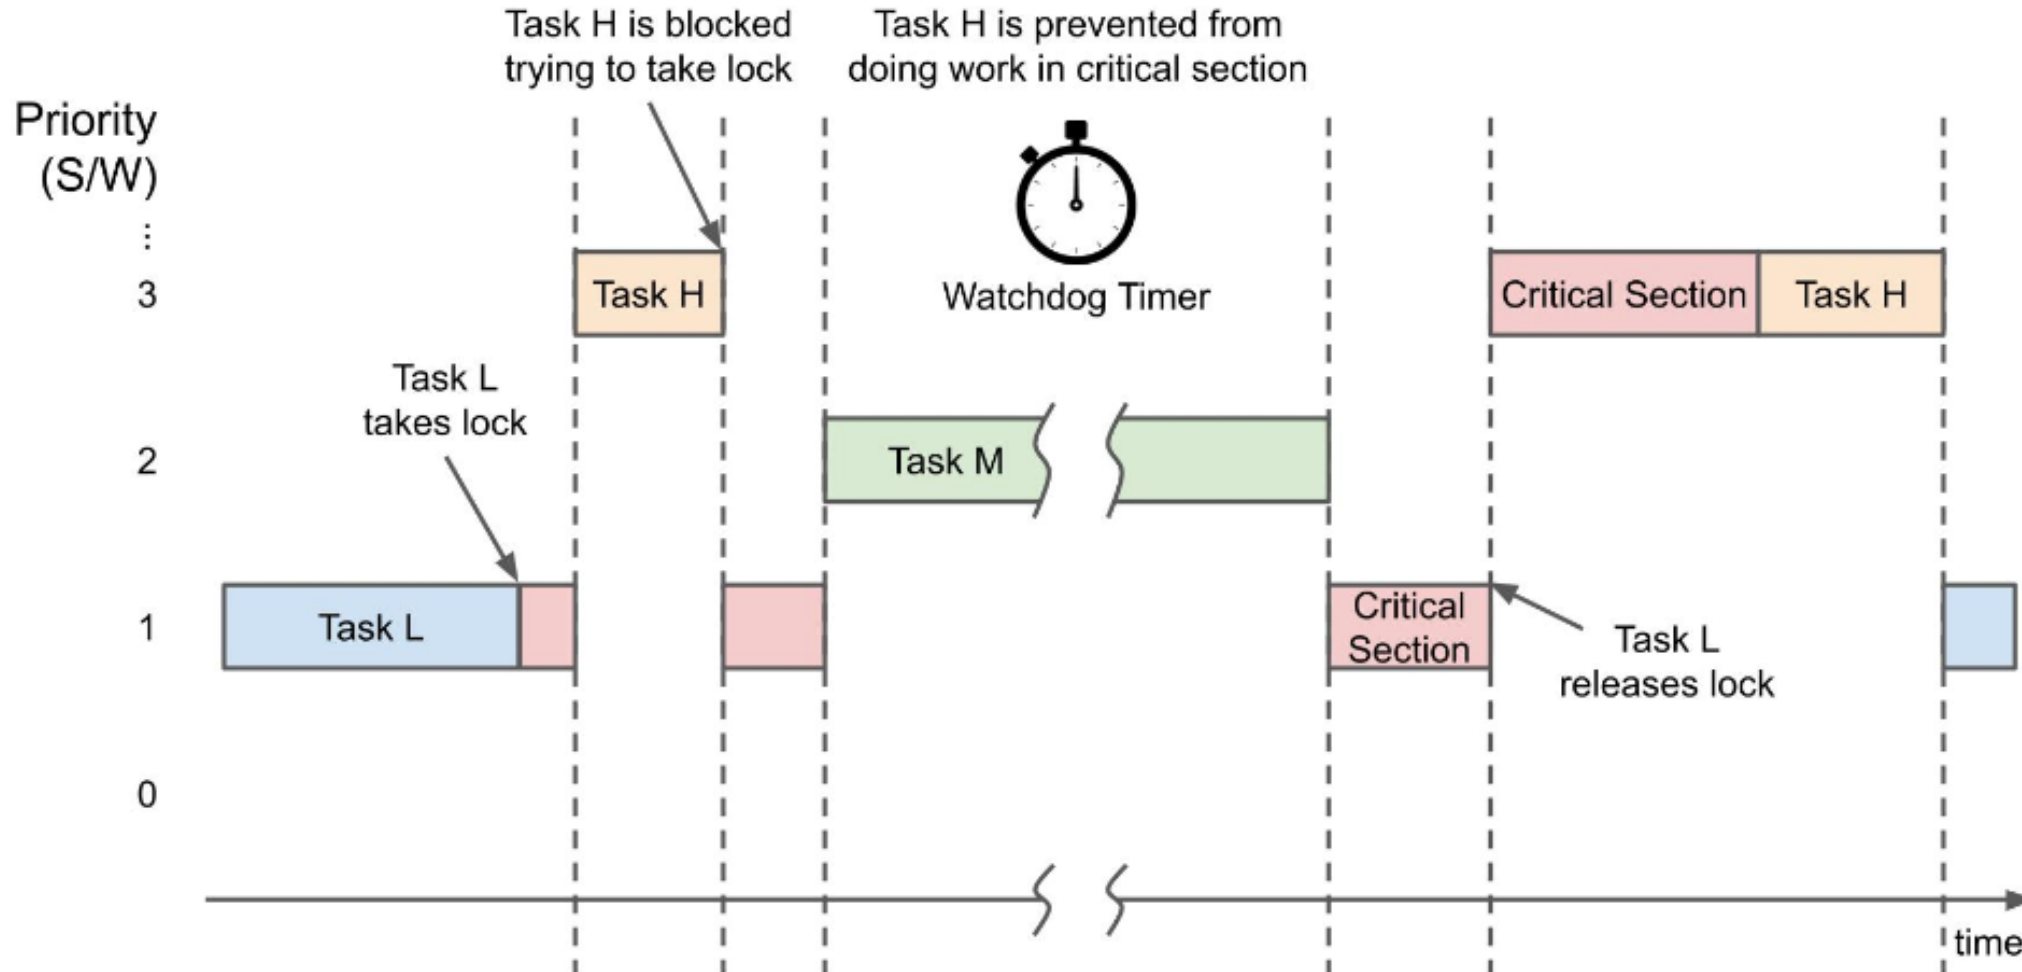 Task H is blocked
trying to take lock
Task H is prevented from
doing work in critical section
Priority
(S/W)
⋮
3
Task H
Watchdog Timer
Critical Section
Task H
Task L
takes lock
2
Task M
1
Task L
Critical
Section
Task L
releases lock
0
time